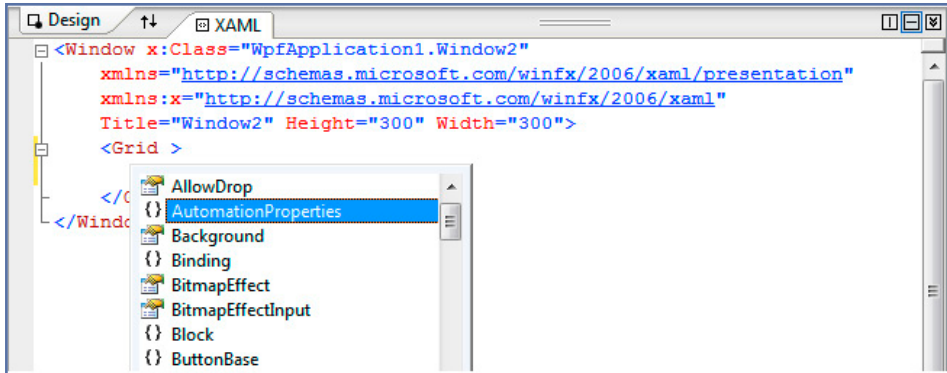 Design XAML
<Window x:Class="WpfApplication1.Window2"
xmlns="http://schemas.microsoft.com/winfx/2006/xaml/presentation"
xmlns:x="http://schemas.microsoft.com/winfx/2006/xaml"
Title="Window2" Height="300" Width="300">
<Grid >
AllowDrop
</
{} AutomationProperties
</Windo
Background
{} Binding
BitmapEffect
BitmapEffectInput
{} Block
{} ButtonBase